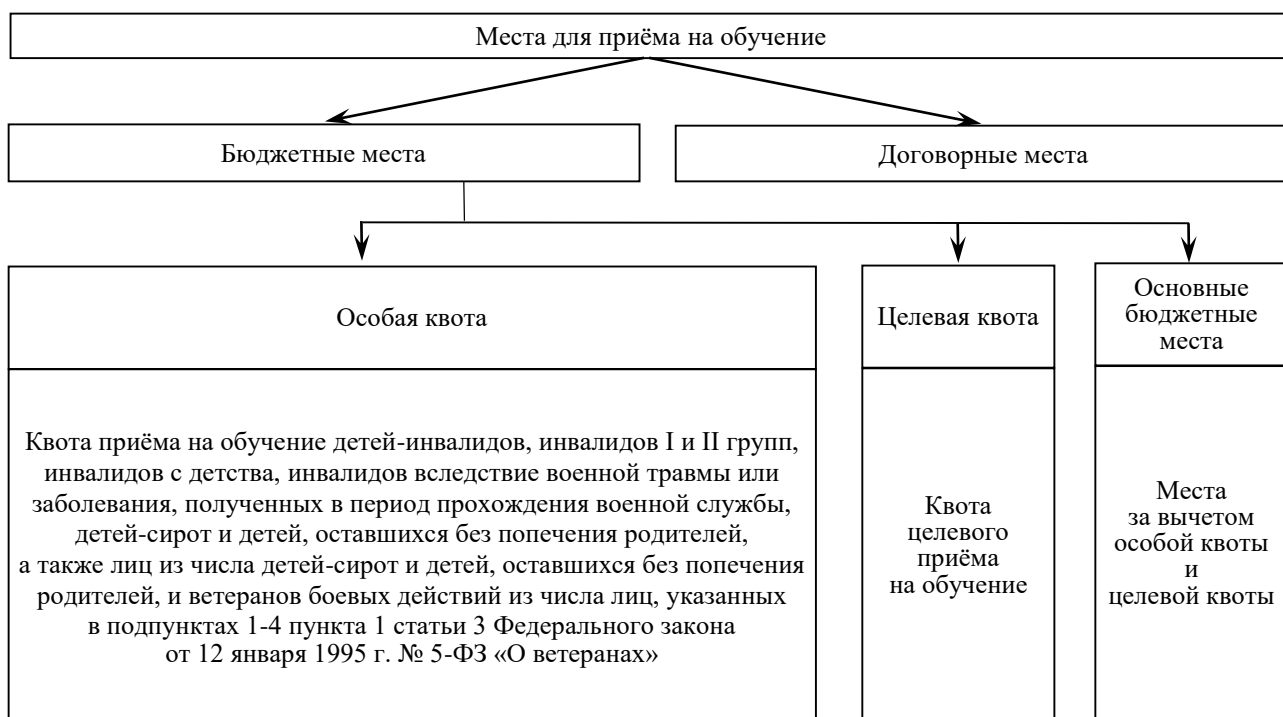 Места для приёма на обучение
Бюджетные места
Договорные места
Особая квота
Целевая квота
Основные
бюджетные
места
Квота приёма на обучение детей-инвалидов, инвалидов I и II групп,
инвалидов с детства, инвалидов вследствие военной травмы или
заболевания, полученных в период прохождения военной службы,
детей-сирот и детей, оставшихся без попечения родителей,
а также лиц из числа детей-сирот и детей, оставшихся без попечения
родителей, и ветеранов боевых действий из числа лиц, указанных
в подпунктах 1-4 пункта 1 статьи 3 Федерального закона
от 12 января 1995 г. № 5-ФЗ «О ветеранах»
Квота
целевого
приёма
на обучение
Места
за вычетом
особой квоты
и
целевой квоты